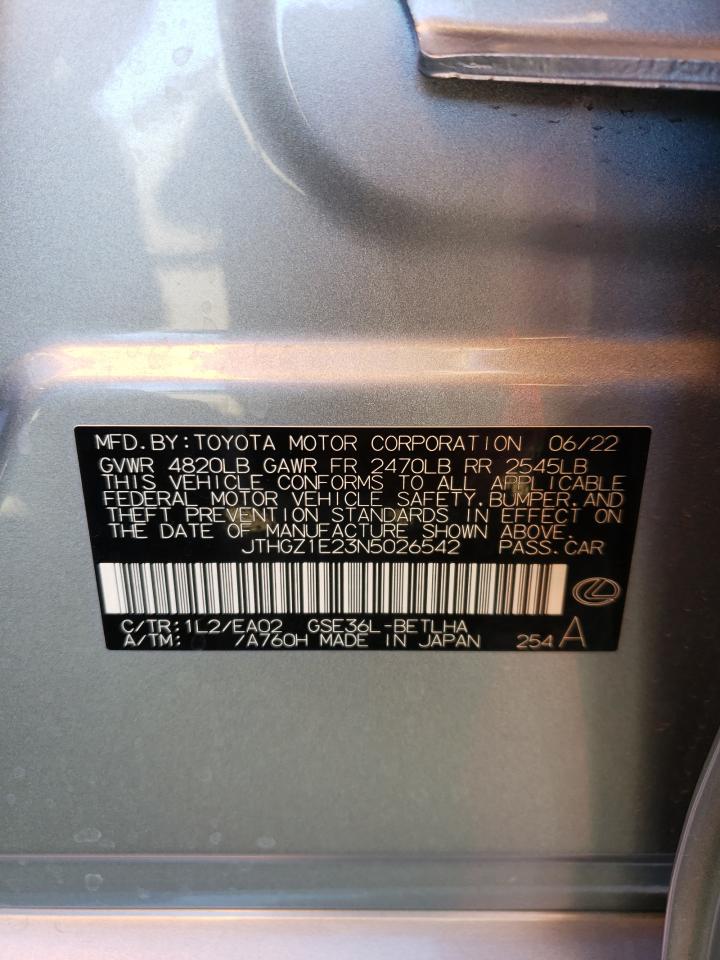 MFD.BY:TOYOTA MOTOR CORPORATION 06/22
GVWR 4820LB GAWR FR 2470LB RR 2545LB
THIS VEHICLE CONFORMS TO ALL APPLICABLE
FEDERAL MOTOR VEHICLE SAFETY,BUMPER,AND
THEFT PREVENTION STANDARDS IN EFFECT ON
THE DATE OF MANUFACTURE SHOWN ABOVE.
JTHGZ1E23N5026542 PASS.CAR
C/TR:1L2/EA02 GSE36L-BETLHA
A/TM: /A760H MADE IN JAPAN 254 A